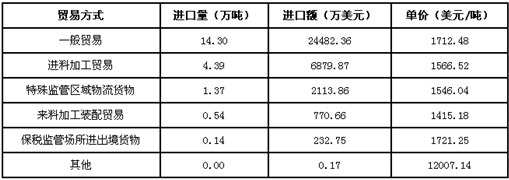 贸易方式 进口量（万吨） 进口额（万美元） 单价（美元/吨）
一般贸易 14.30 24482.36 1712.48
进料加工贸易 4.39 6879.87 1566.52
特殊监管区域物流货物 1.37 2113.86 1546.04
来料加工装配贸易 0.54 770.66 1415.18
保税监管场所进出境货物 0.14 232.75 1721.25
其他 0.00 0.17 12007.14